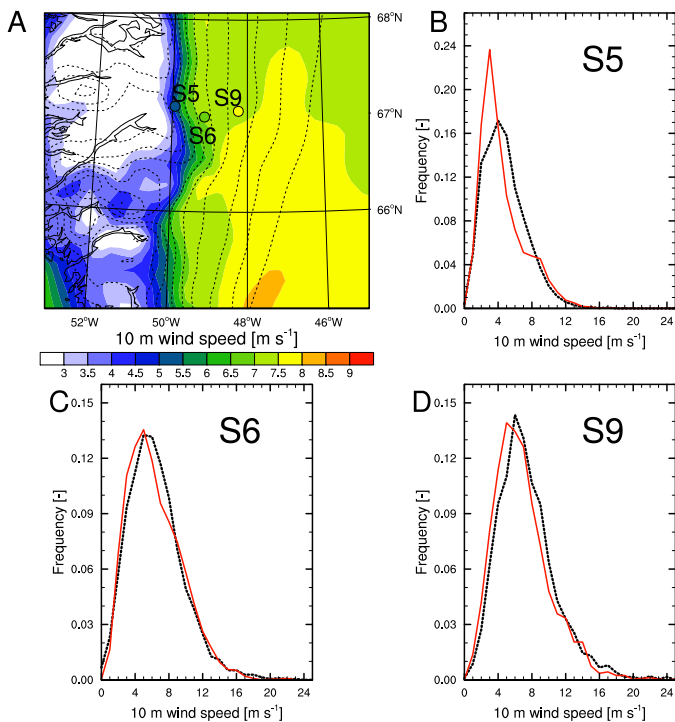 A
68°N
S5
S9
67°N
S6
66°N
52°W 50°W 48°W 46°W
10 m wind speed [m s⁻¹]
3 3.5 4 4.5 5 5.5 6 6.5 7 7.5 8 8.5 9
B
S5
Frequency [-]
0.24
0.20
0.16
0.12
0.08
0.04
0.00
0 4 8 12 16 20 24
10 m wind speed [m s⁻¹]
C
S6
Frequency [-]
0.15
0.12
0.09
0.06
0.03
0.00
0 4 8 12 16 20 24
10 m wind speed [m s⁻¹]
D
S9
Frequency [-]
0.15
0.12
0.09
0.06
0.03
0.00
0 4 8 12 16 20 24
10 m wind speed [m s⁻¹]